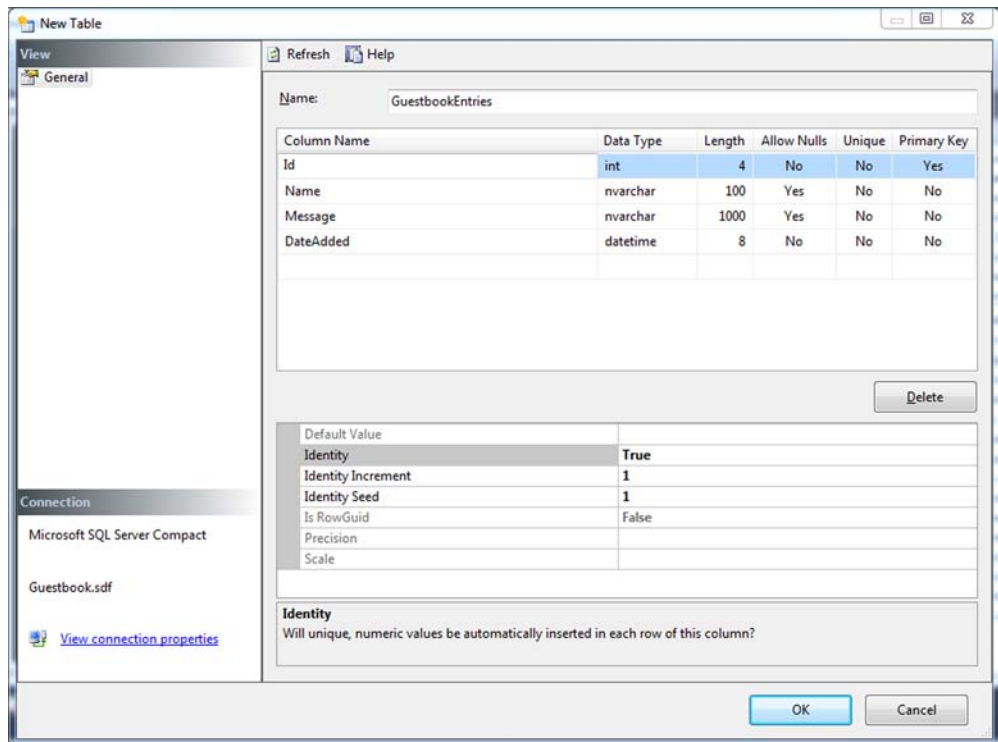 New Table
View
General
Refresh Help
Name: GuestbookEntries
Column Name Data Type Length Allow Nulls Unique Primary Key
Id int 4 No No Yes
Name nvarchar 100 Yes No No
Message nvarchar 1000 Yes No No
DateAdded datetime 8 No No No
Delete
Default Value
Identity True
Identity Increment 1
Identity Seed 1
Is RowGuid False
Precision
Scale
Connection
Microsoft SQL Server Compact
Guestbook.sdf
View connection properties
Identity
Will unique, numeric values be automatically inserted in each row of this column?
OK Cancel